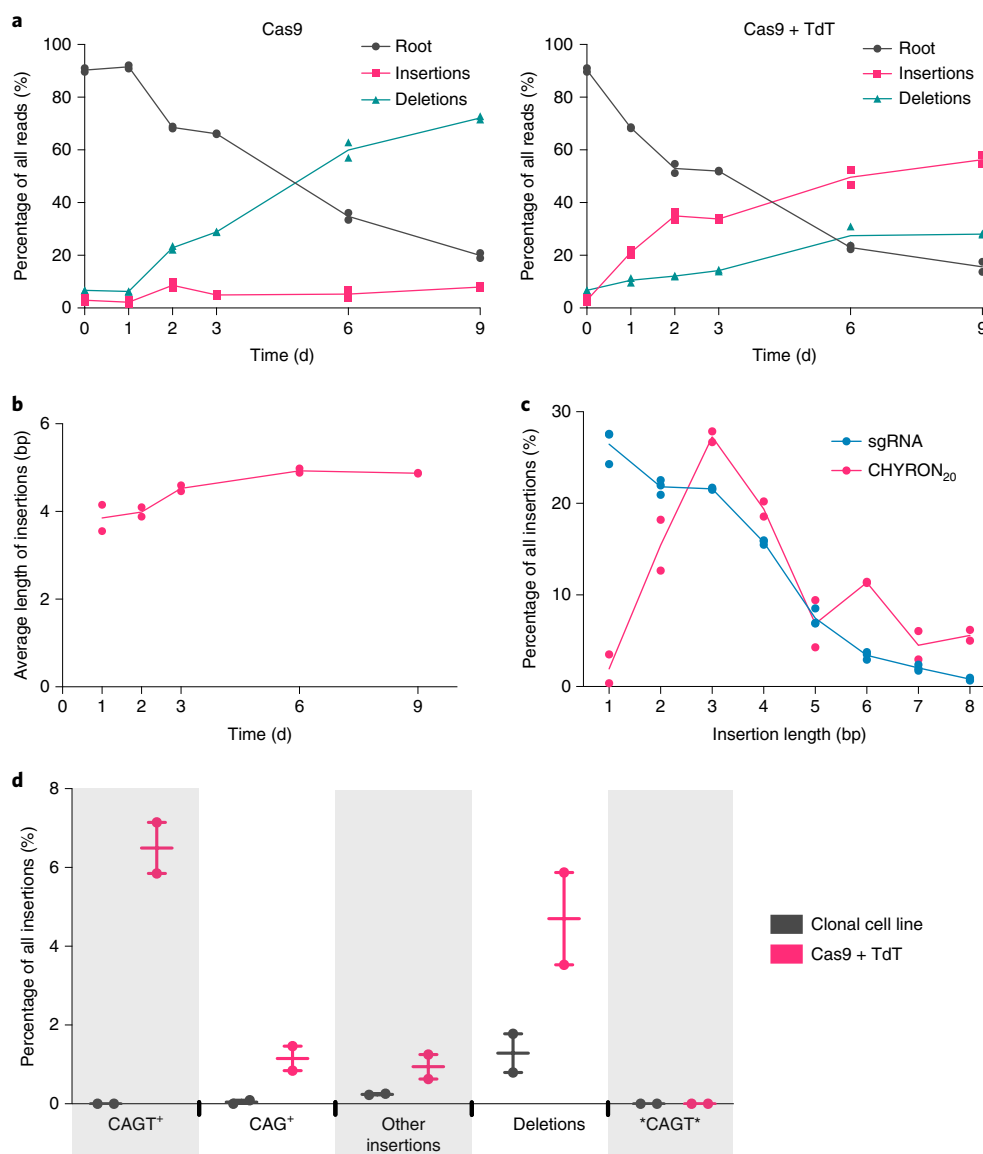 a
Cas9
Percentage of all reads (%)
100
80
60
40
20
0
Root
Insertions
Deletions
0 1 2 3 6 9
Time (d)
Cas9 + TdT
Percentage of all reads (%)
100
80
60
40
20
0
Root
Insertions
Deletions
0 1 2 3 6 9
Time (d)
b
Average length of insertions (bp)
6
4
2
0
0 1 2 3 6 9
Time (d)
c
Percentage of all insertions (%)
30
20
10
0
sgRNA
CHYRON₂₀
1 2 3 4 5 6 7 8
Insertion length (bp)
d
Percentage of all insertions (%)
8
6
4
2
0
CAGT⁺
CAG⁺
Other
insertions
Deletions
*CAGT*
Clonal cell line
Cas9 + TdT